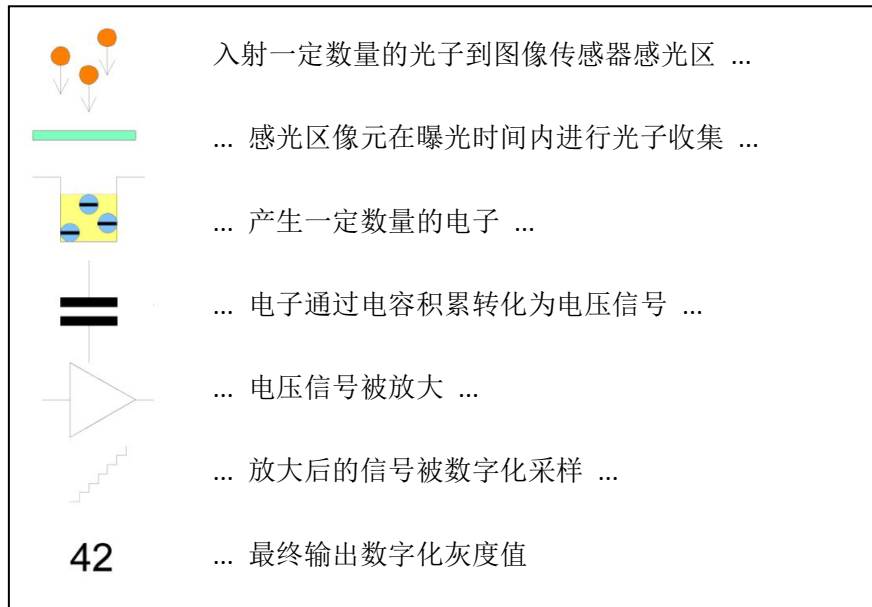 入射一定数量的光子到图像传感器感光区 ...
... 感光区像元在曝光时间内进行光子收集 ...
... 产生一定数量的电子 ...
... 电子通过电容积累转化为电压信号 ...
... 电压信号被放大 ...
... 放大后的信号被数字化采样 ...
42 ... 最终输出数字化灰度值